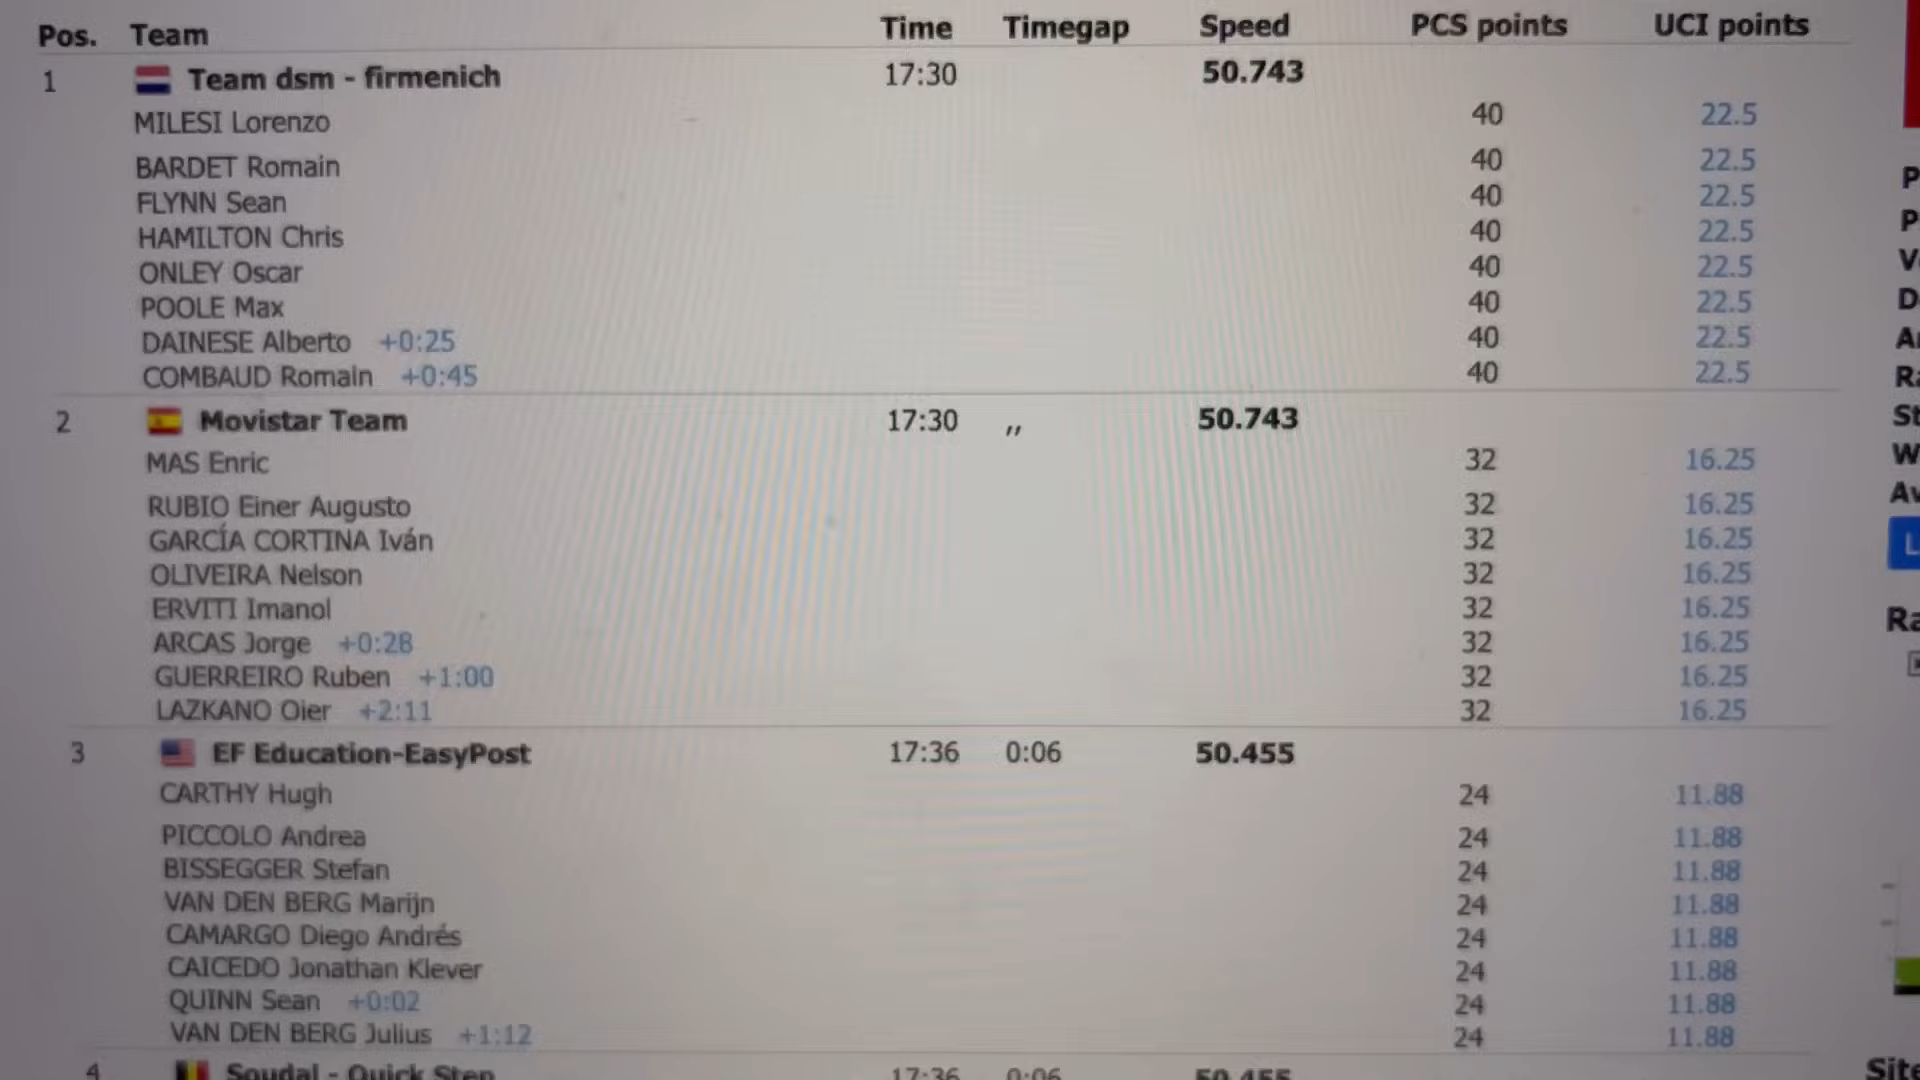 Pos. Team Time Timegap Speed PCS points UCI points
1 Team dsm - firmenich 17:30 50.743
MILESI Lorenzo 40 22.5
BARDET Romain 40 22.5
FLYNN Sean 40 22.5
HAMILTON Chris 40 22.5
ONLEY Oscar 40 22.5
POOLE Max 40 22.5
DAINESE Alberto +0:25 40 22.5
COMBAUD Romain +0:45 40 22.5
2 Movistar Team 17:30 ,, 50.743
MAS Enric 32 16.25
RUBIO Einer Augusto 32 16.25
GARCÍA CORTINA Iván 32 16.25
OLIVEIRA Nelson 32 16.25
ERVITI Imanol 32 16.25
ARCAS Jorge +0:28 32 16.25
GUERREIRO Ruben +1:00 32 16.25
LAZKANO Oier +2:11 32 16.25
3 EF Education-EasyPost 17:36 0:06 50.455
CARTHY Hugh 24 11.88
PICCOLO Andrea 24 11.88
BISSEGGER Stefan 24 11.88
VAN DEN BERG Marijn 24 11.88
CAMARGO Diego Andrés 24 11.88
CAICEDO Jonathan Klever 24 11.88
QUINN Sean +0:02 24 11.88
VAN DEN BERG Julius +1:12 24 11.88
4 Soudal - Quick Step 17:36 0:06 50.455